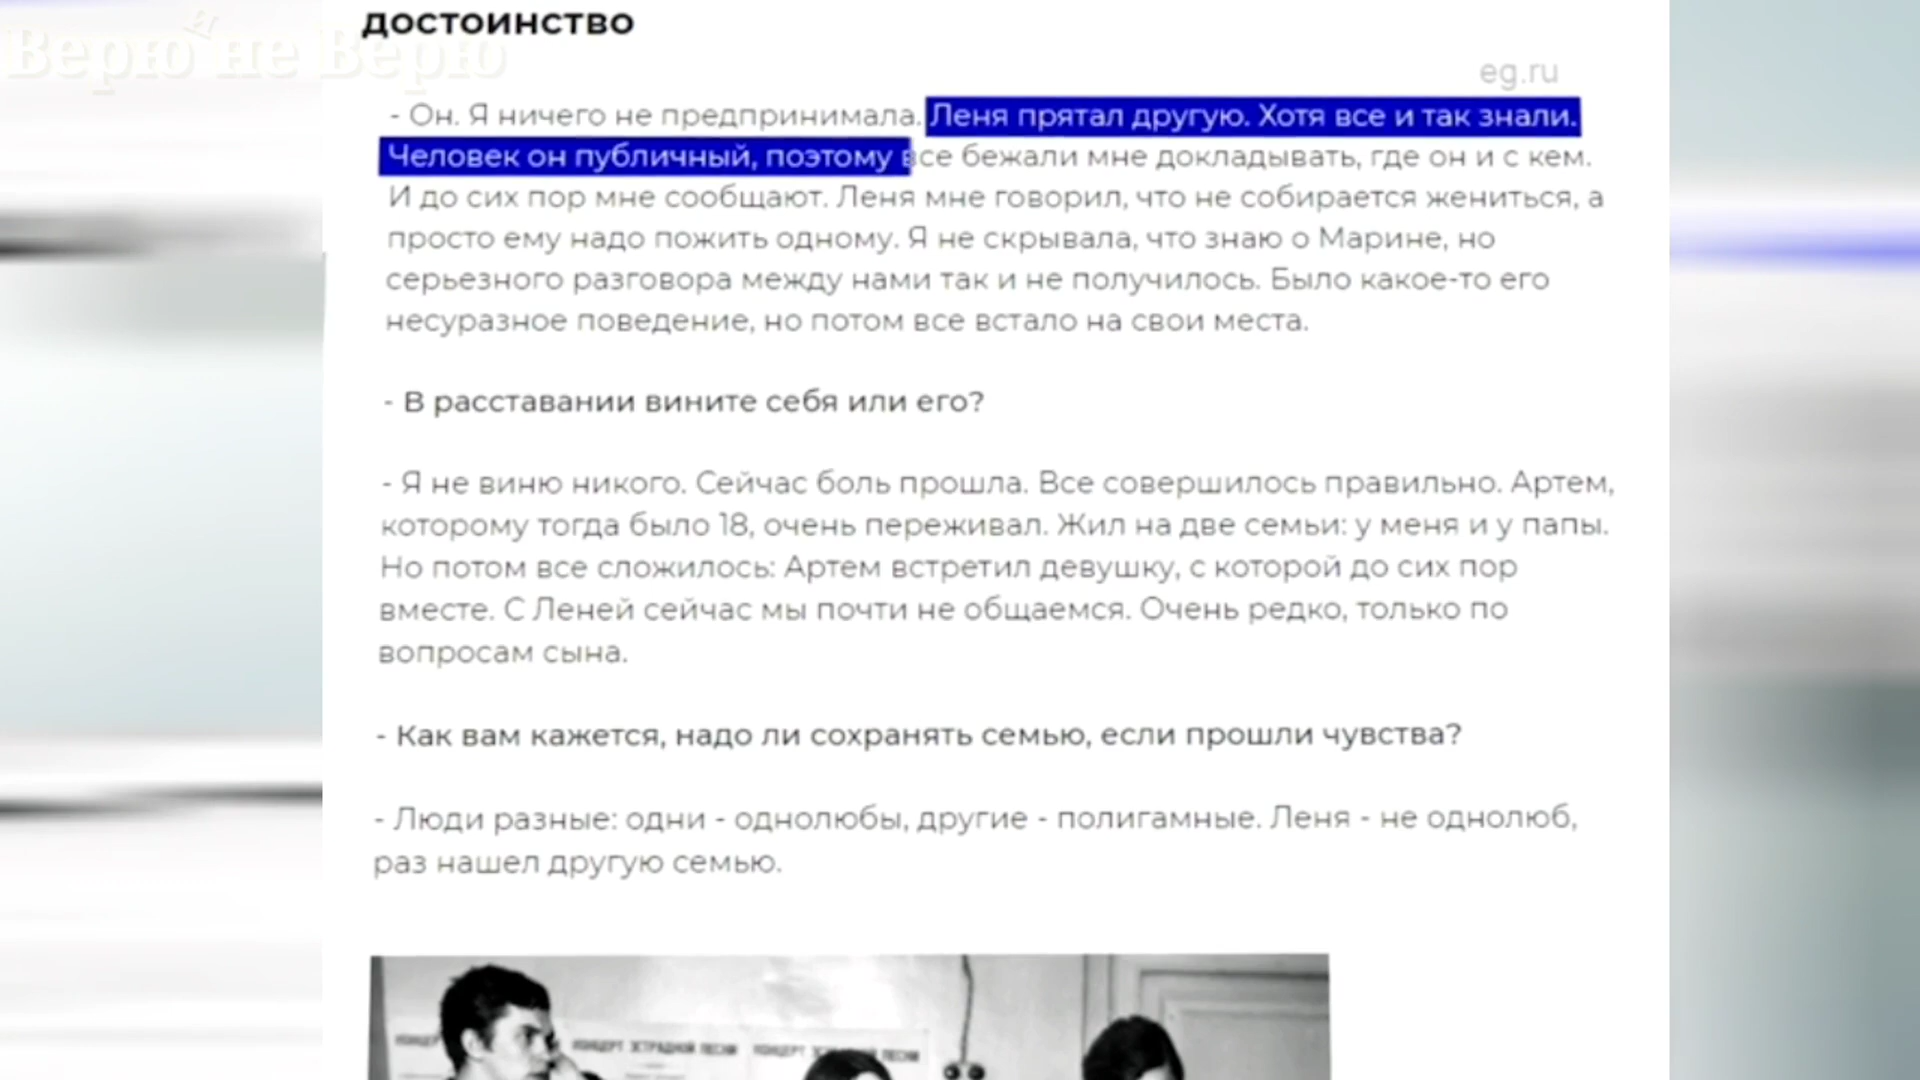 достоинство
Верю не Верю
eg.ru
- Он. Я ничего не предпринимала. Леня прятал другую. Хотя все и так знали.
Человек он публичный, поэтому все бежали мне докладывать, где он и с кем.
И до сих пор мне сообщают. Леня мне говорил, что не собирается жениться, а
просто ему надо пожить одному. Я не скрывала, что знаю о Марине, но
серьезного разговора между нами так и не получилось. Было какое-то его
несуразное поведение, но потом все встало на свои места.
- В расставании вините себя или его?
- Я не виню никого. Сейчас боль прошла. Все совершилось правильно. Артем,
которому тогда было 18, очень переживал. Жил на две семьи: у меня и у папы.
Но потом все сложилось: Артем встретил девушку, с которой до сих пор
вместе. С Леней сейчас мы почти не общаемся. Очень редко, только по
вопросам сына.
- Как вам кажется, надо ли сохранять семью, если прошли чувства?
- Люди разные: одни - однолюбы, другие - полигамные. Леня - не однолюб,
раз нашел другую семью.
КОНЦЕРТ ЭСТРАДНОЙ ПЕСНИ КОНЦЕРТ ЭСТРАДНОЙ ПЕСНИ